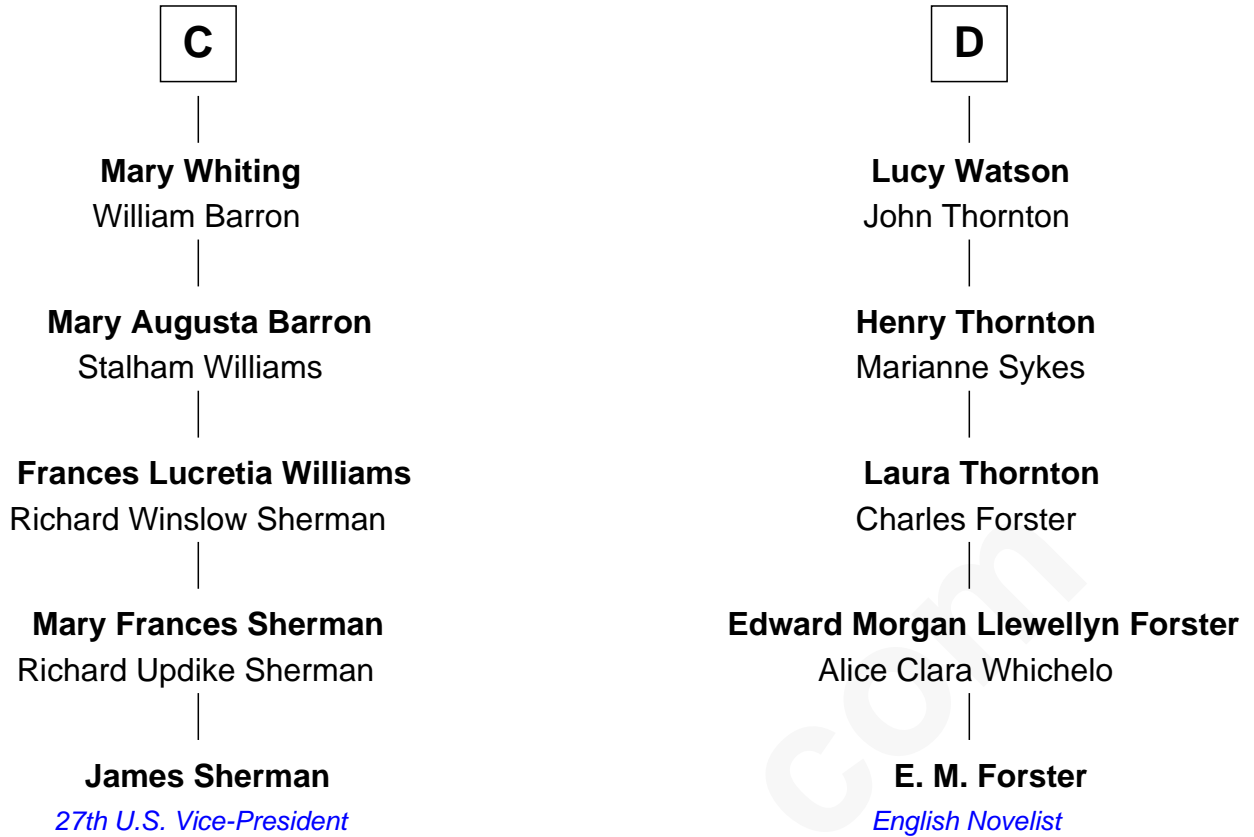 C
Mary Whiting
William Barron
Mary Augusta Barron
Stalham Williams
Frances Lucretia Williams
Richard Winslow Sherman
Mary Frances Sherman
Richard Updike Sherman
James Sherman
27th U.S. Vice-President
D
Lucy Watson
John Thornton
Henry Thornton
Marianne Sykes
Laura Thornton
Charles Forster
Edward Morgan Llewellyn Forster
Alice Clara Whichelo
E. M. Forster
English Novelist
com